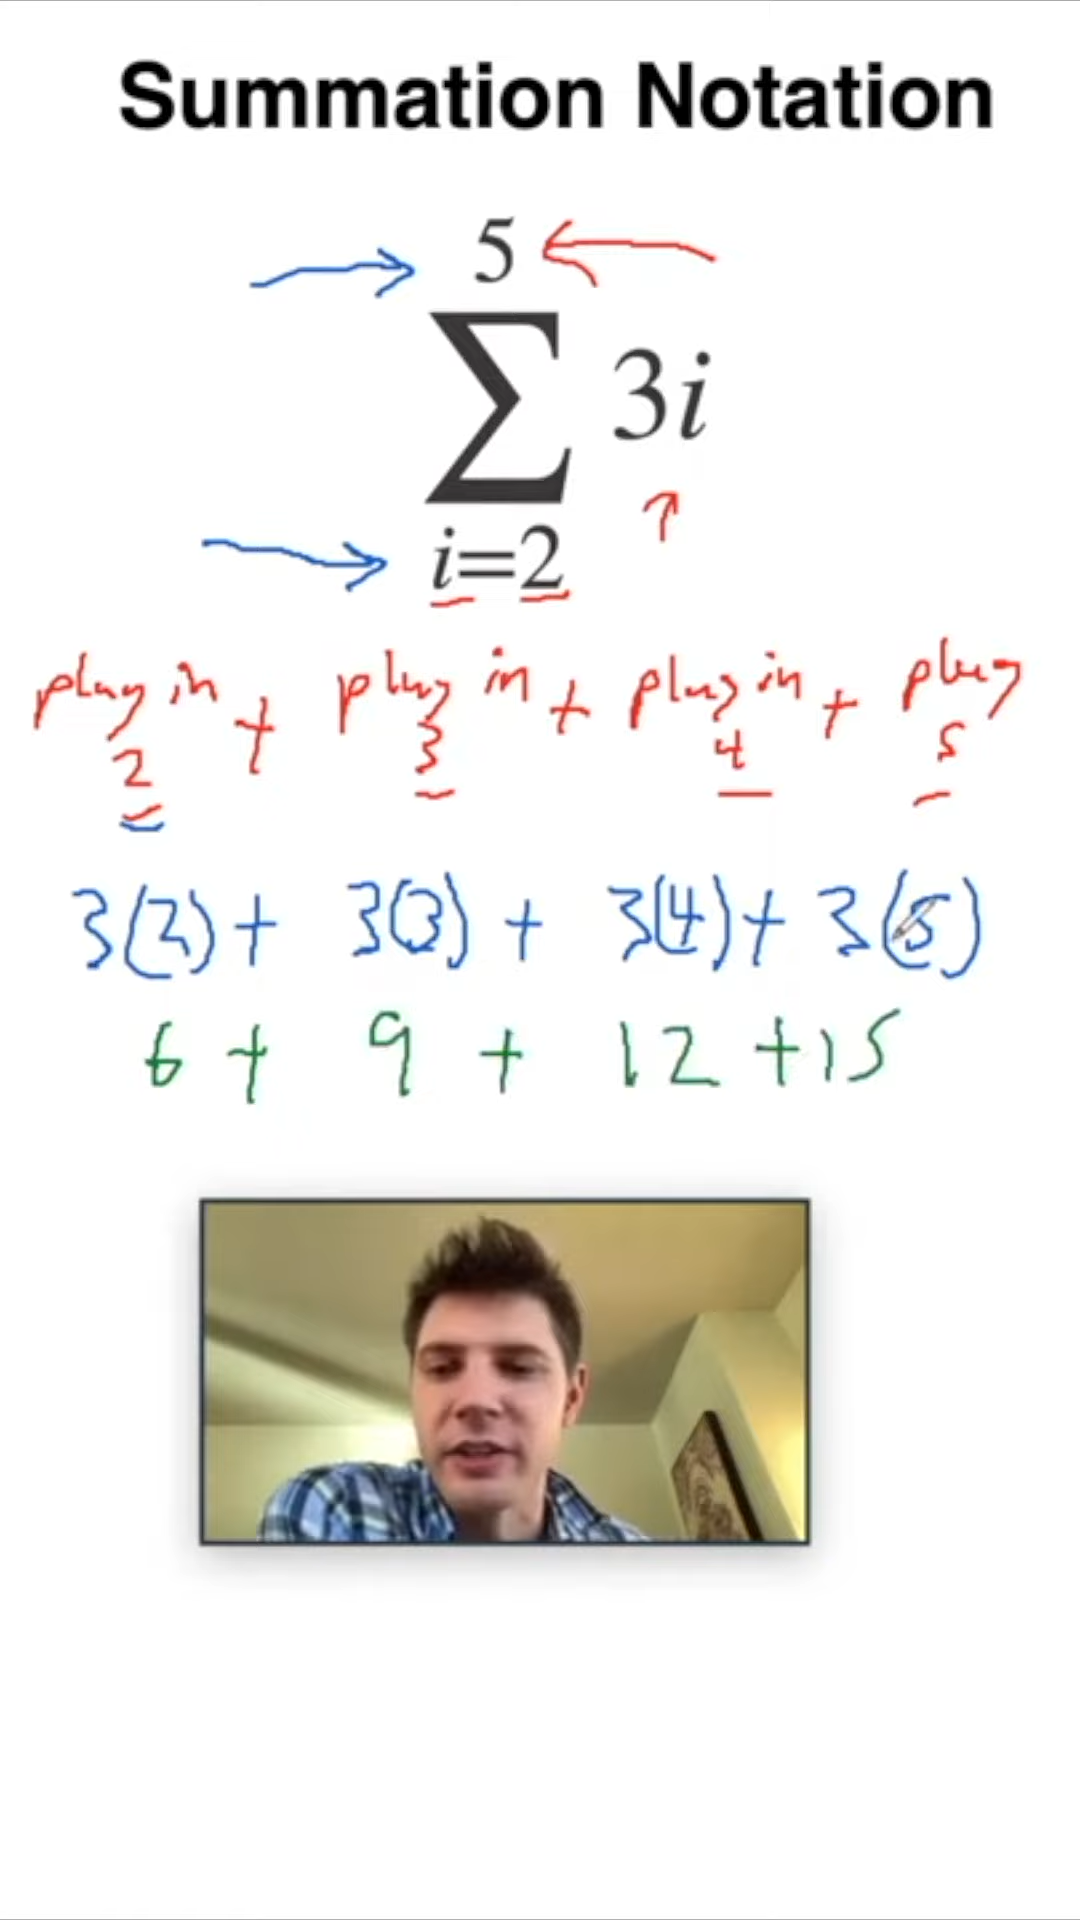 Summation Notation
5
∑ 3i
i=2
plug in + plug in + plug in + plug
2 3 4 5
3(2) + 3(3) + 3(4) + 3(5)
6 + 9 + 12 + 15